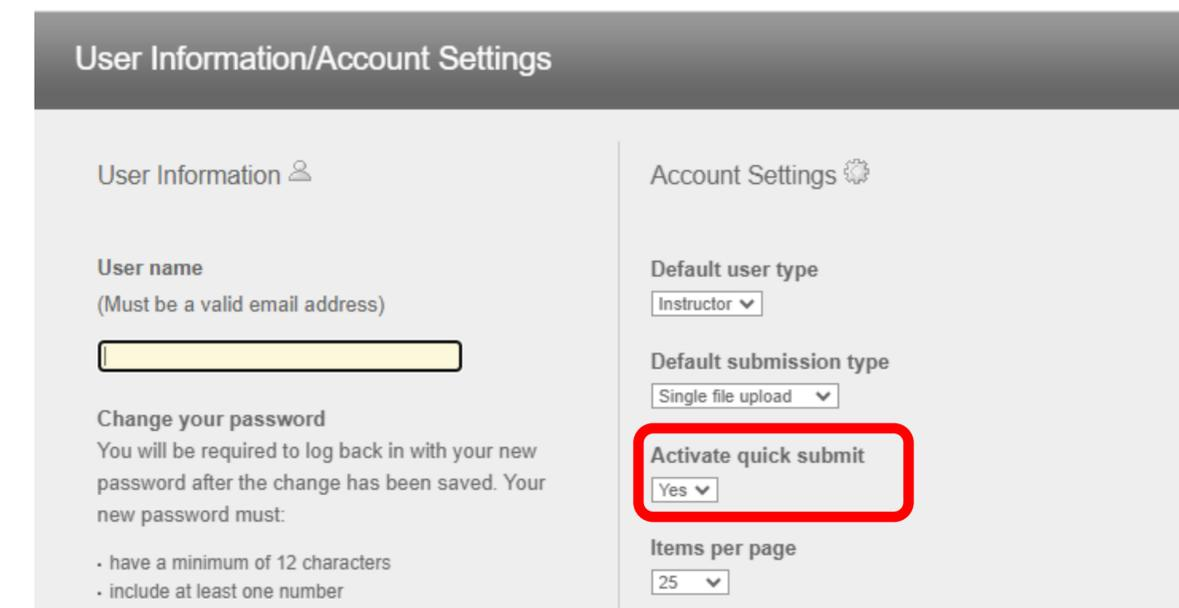 User Information/Account Settings
User Information
User name
(Must be a valid email address)
Change your password
You will be required to log back in with your new
password after the change has been saved. Your
new password must:
· have a minimum of 12 characters
· include at least one number
Account Settings
Default user type
Instructor
Default submission type
Single file upload
Activate quick submit
Yes
Items per page
25